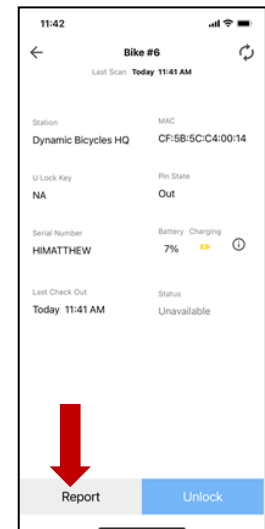 11:42
Bike #6
Last Scan Today 11:41 AM
Station MAC
Dynamic Bicycles HQ CF:5B:5C:C4:00:14
U Lock Key Pin State
NA Out
Serial Number Battery Charging
HIMATTHEW 7%
Last Check Out Status
Today 11:41 AM Unavailable
Report Unlock